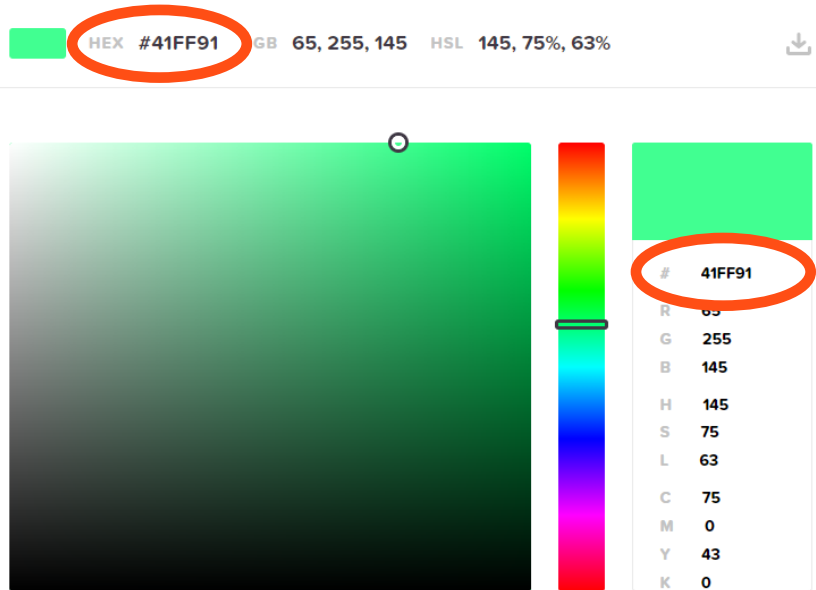 HEX #41FF91 GB 65, 255, 145 HSL 145, 75%, 63%
# 41FF91
R 65
G 255
B 145
H 145
S 75
L 63
C 75
M 0
Y 43
K 0